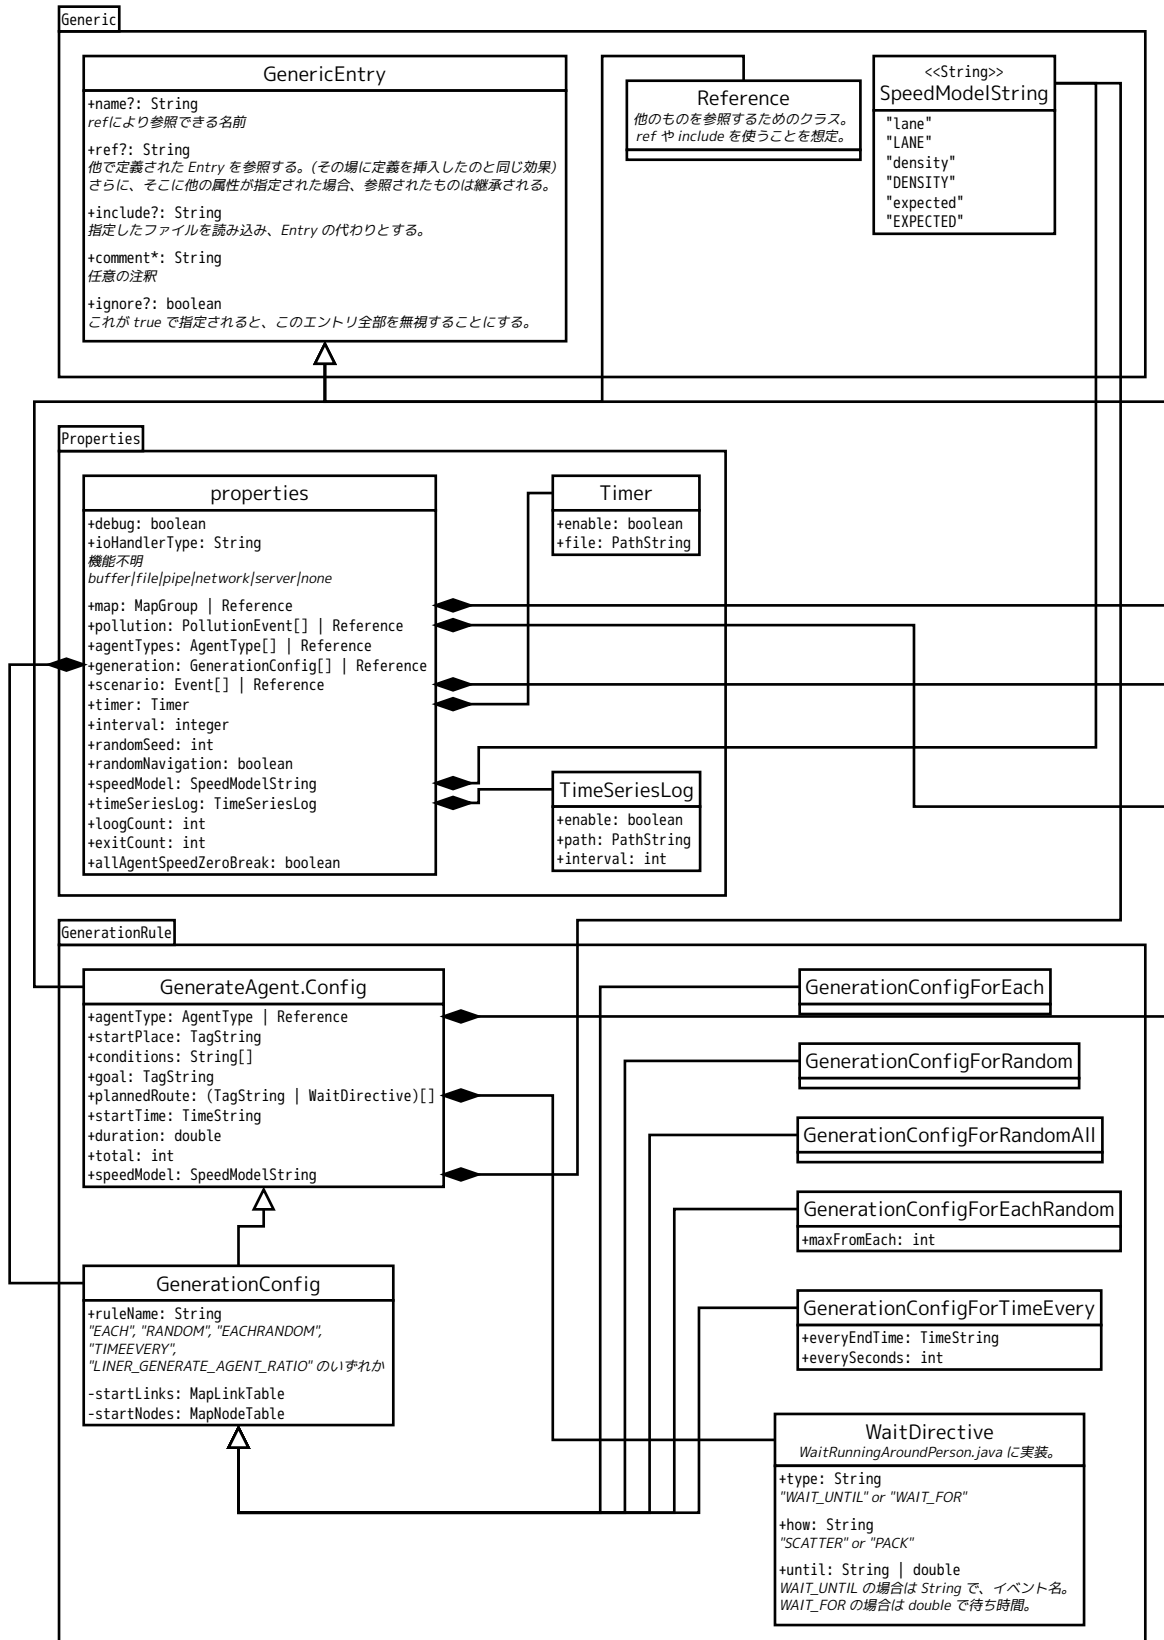 Generic
GenericEntry
+name?: String
refにより参照できる名前
+ref?: String
他で定義された Entry を参照する。(その場に定義を挿入したのと同じ効果)
さらに、そこに他の属性が指定された場合、参照されたものは継承される。
+include?: String
指定したファイルを読み込み、Entry の代わりとする。
+comment*: String
任意の注釈
+ignore?: boolean
これが true で指定されると、このエントリ全部を無視することにする。
Reference
他のものを参照するためのクラス。
ref や include を使うことを想定。
<<String>>
SpeedModelString
"lane"
"LANE"
"density"
"DENSITY"
"expected"
"EXPECTED"
Properties
properties
+debug: boolean
+ioHandlerType: String
機能不明
buffer|file|pipe|network|server|none
+map: MapGroup | Reference
+pollution: PollutionEvent[] | Reference
+agentTypes: AgentType[] | Reference
+generation: GenerationConfig[] | Reference
+scenario: Event[] | Reference
+timer: Timer
+interval: integer
+randomSeed: int
+randomNavigation: boolean
+speedModel: SpeedModelString
+timeSeriesLog: TimeSeriesLog
+loogCount: int
+exitCount: int
+allAgentSpeedZeroBreak: boolean
Timer
+enable: boolean
+file: PathString
TimeSeriesLog
+enable: boolean
+path: PathString
+interval: int
GenerationRule
GenerateAgent.Config
+agentType: AgentType | Reference
+startPlace: TagString
+conditions: String[]
+goal: TagString
+plannedRoute: (TagString | WaitDirective)[]
+startTime: TimeString
+duration: double
+total: int
+speedModel: SpeedModelString
GenerationConfig
+ruleName: String
"EACH", "RANDOM", "EACHRANDOM",
"TIMEEVERY",
"LINER_GENERATE_AGENT_RATIO" のいずれか
-startLinks: MapLinkTable
-startNodes: MapNodeTable
GenerationConfigForEach
GenerationConfigForRandom
GenerationConfigForRandomAll
GenerationConfigForEachRandom
+maxFromEach: int
GenerationConfigForTimeEvery
+everyEndTime: TimeString
+everySeconds: int
WaitDirective
WaitRunningAroundPerson.java に実装。
+type: String
"WAIT_UNTIL" or "WAIT_FOR"
+how: String
"SCATTER" or "PACK"
+until: String | double
WAIT_UNTIL の場合は String で、イベント名。
WAIT_FOR の場合は double で待ち時間。